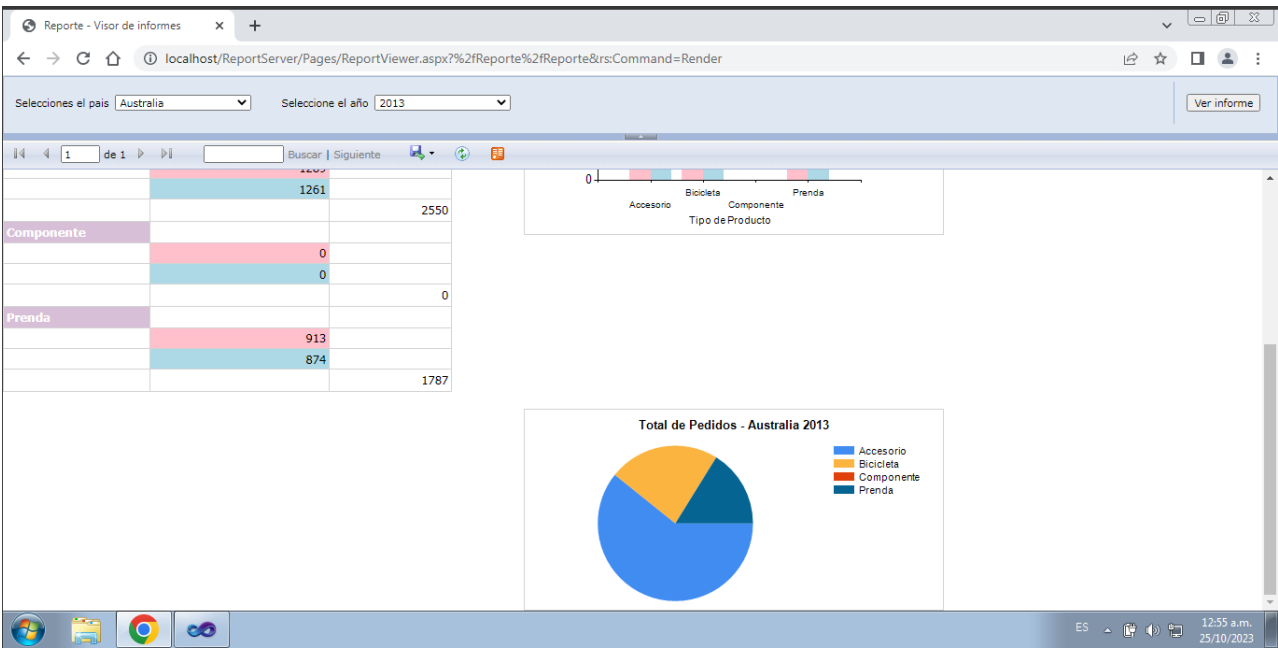 Reporte - Visor de informes
localhost/ReportServer/Pages/ReportViewer.aspx?%2fReporte%2fReporte&rs:Command=Render
Selecciones el pais Australia Seleccione el año 2013 Ver informe
1 de 1 Buscar | Siguiente
1261
2550
Componente
0
0
0
Prenda
913
874
1787
0
Bicicleta Prenda
Accesorio Componente
Tipo de Producto
Total de Pedidos - Australia 2013
Accesorio
Bicicleta
Componente
Prenda
ES 12:55 a.m.
25/10/2023